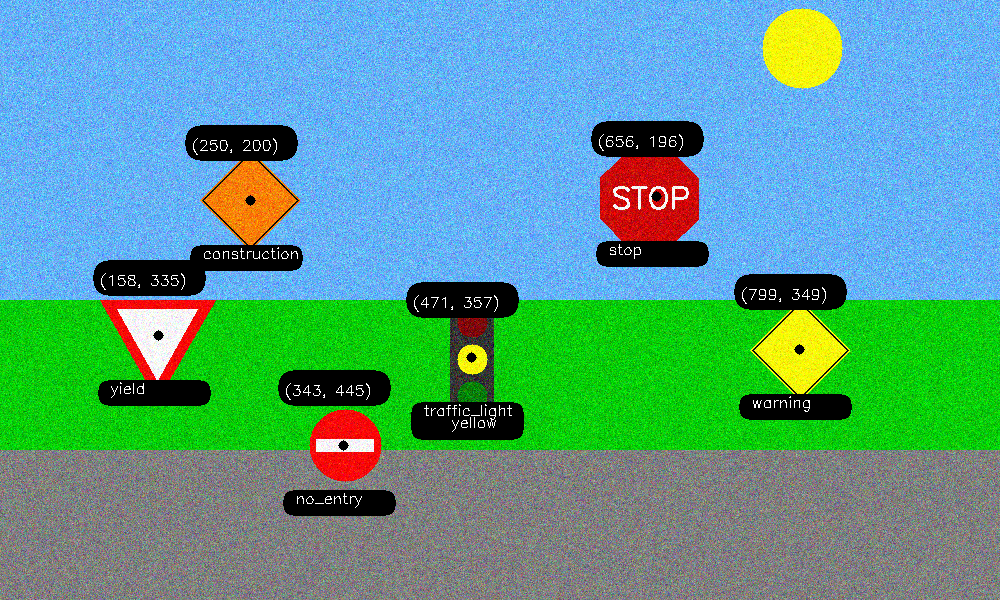 (250, 200)
construction
(656, 196)
STOP
stop
(158, 335)
yield
(471, 357)
traffic_light
yellow
(799, 349)
warning
(343, 445)
no_entry